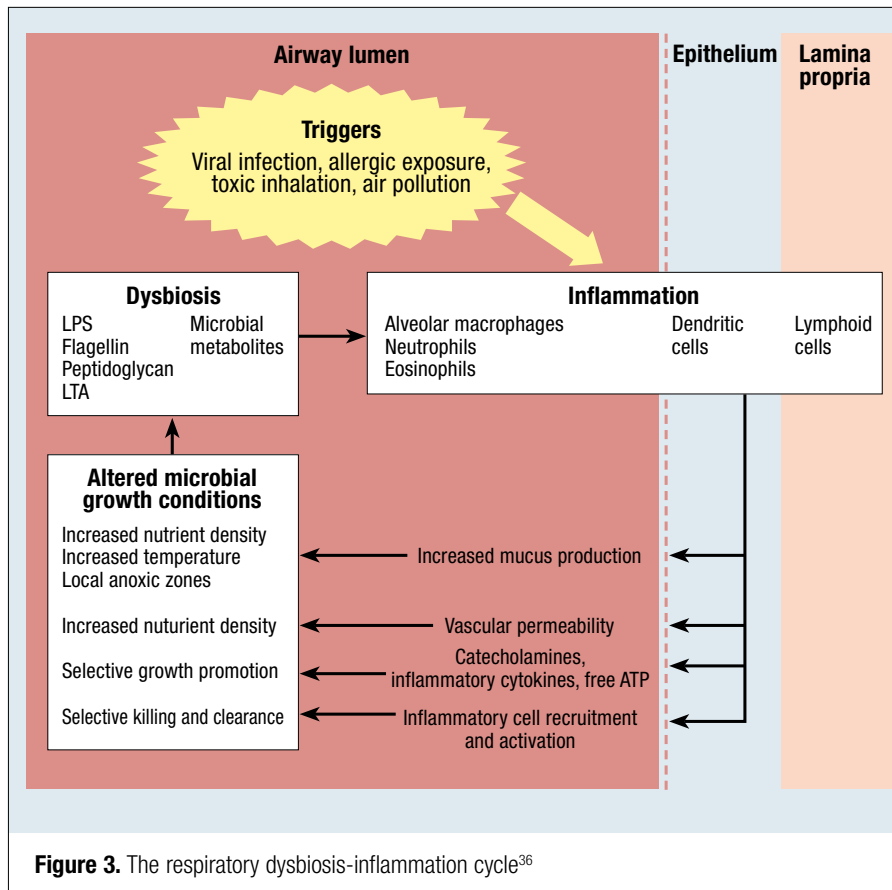 Airway lumen
Epithelium
Lamina
propria
Triggers
Viral infection, allergic exposure,
toxic inhalation, air pollution
Dysbiosis
LPS
Flagellin
Peptidoglycan
LTA
Microbial
metabolites
Inflammation
Alveolar macrophages
Neutrophils
Eosinophils
Dendritic
cells
Lymphoid
cells
Altered microbial
growth conditions
Increased nutrient density
Increased temperature
Local anoxic zones
Increased mucus production
Increased nuturient density
Vascular permeability
Selective growth promotion
Catecholamines,
inflammatory cytokines, free ATP
Selective killing and clearance
Inflammatory cell recruitment
and activation
Figure 3. The respiratory dysbiosis-inflammation cycle36